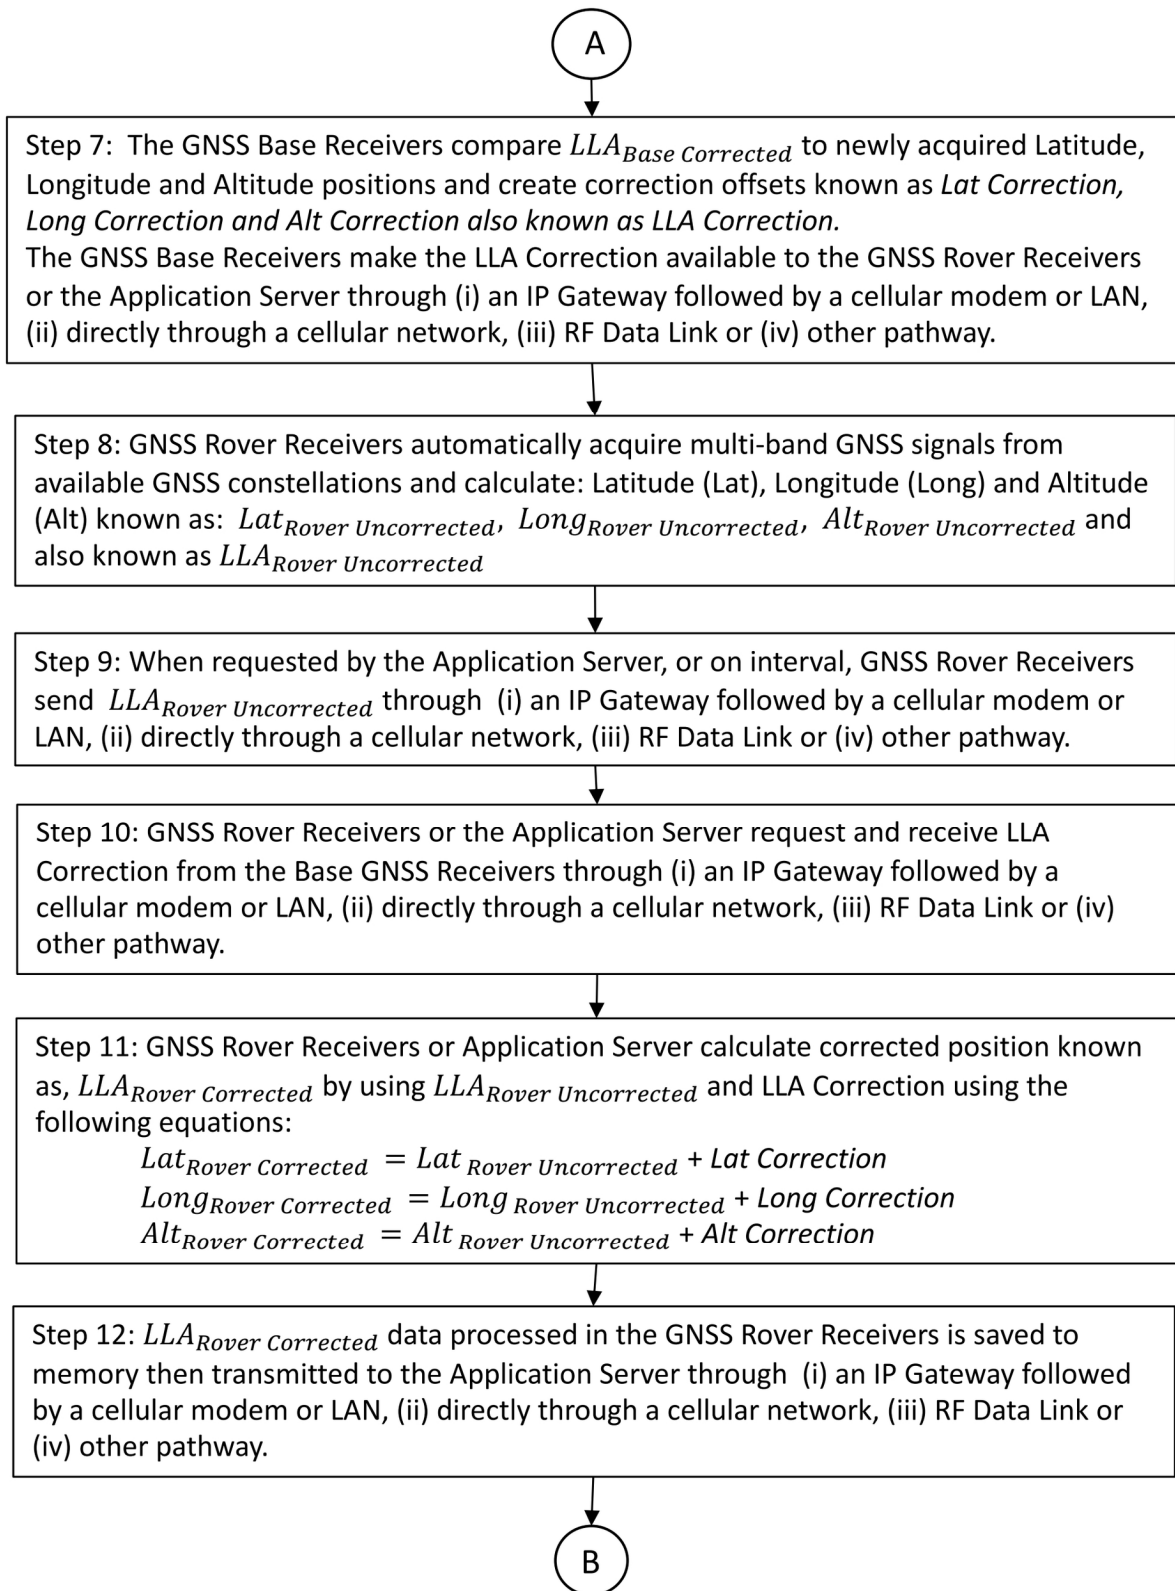 A
Step 7: The GNSS Base Receivers compare LLA_Base Corrected to newly acquired Latitude,
Longitude and Altitude positions and create correction offsets known as Lat Correction,
Long Correction and Alt Correction also known as LLA Correction.
The GNSS Base Receivers make the LLA Correction available to the GNSS Rover Receivers
or the Application Server through (i) an IP Gateway followed by a cellular modem or LAN,
(ii) directly through a cellular network, (iii) RF Data Link or (iv) other pathway.
Step 8: GNSS Rover Receivers automatically acquire multi-band GNSS signals from
available GNSS constellations and calculate: Latitude (Lat), Longitude (Long) and Altitude
(Alt) known as: Lat_Rover Uncorrected, Long_Rover Uncorrected, Alt_Rover Uncorrected and
also known as LLA_Rover Uncorrected
Step 9: When requested by the Application Server, or on interval, GNSS Rover Receivers
send LLA_Rover Uncorrected through (i) an IP Gateway followed by a cellular modem or
LAN, (ii) directly through a cellular network, (iii) RF Data Link or (iv) other pathway.
Step 10: GNSS Rover Receivers or the Application Server request and receive LLA
Correction from the Base GNSS Receivers through (i) an IP Gateway followed by a
cellular modem or LAN, (ii) directly through a cellular network, (iii) RF Data Link or (iv)
other pathway.
Step 11: GNSS Rover Receivers or Application Server calculate corrected position known
as, LLA_Rover Corrected by using LLA_Rover Uncorrected and LLA Correction using the
following equations:
Lat_Rover Corrected = Lat_Rover Uncorrected + Lat Correction
Long_Rover Corrected = Long_Rover Uncorrected + Long Correction
Alt_Rover Corrected = Alt_Rover Uncorrected + Alt Correction
Step 12: LLA_Rover Corrected data processed in the GNSS Rover Receivers is saved to
memory then transmitted to the Application Server through (i) an IP Gateway followed
by a cellular modem or LAN, (ii) directly through a cellular network, (iii) RF Data Link or
(iv) other pathway.
B